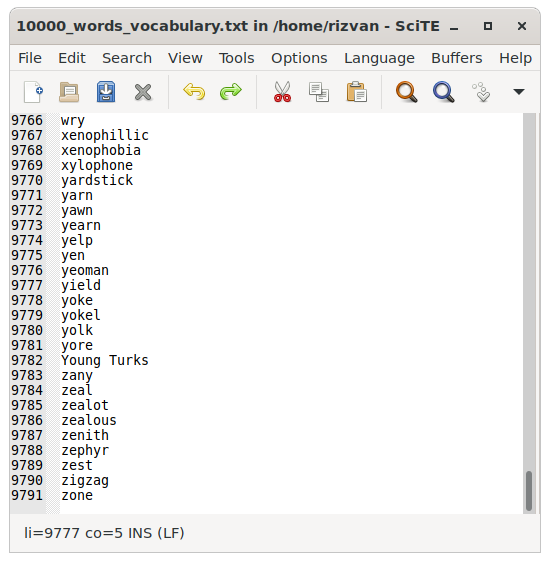 10000_words_vocabulary.txt in /home/rizvan - SciTE
File Edit Search View Tools Options Language Buffers Help
9766 wry
9767 xenophillic
9768 xenophobia
9769 xylophone
9770 yardstick
9771 yarn
9772 yawn
9773 yearn
9774 yelp
9775 yen
9776 yeoman
9777 yield
9778 yoke
9779 yokel
9780 yolk
9781 yore
9782 Young Turks
9783 zany
9784 zeal
9785 zealot
9786 zealous
9787 zenith
9788 zephyr
9789 zest
9790 zigzag
9791 zone
li=9777 co=5 INS (LF)